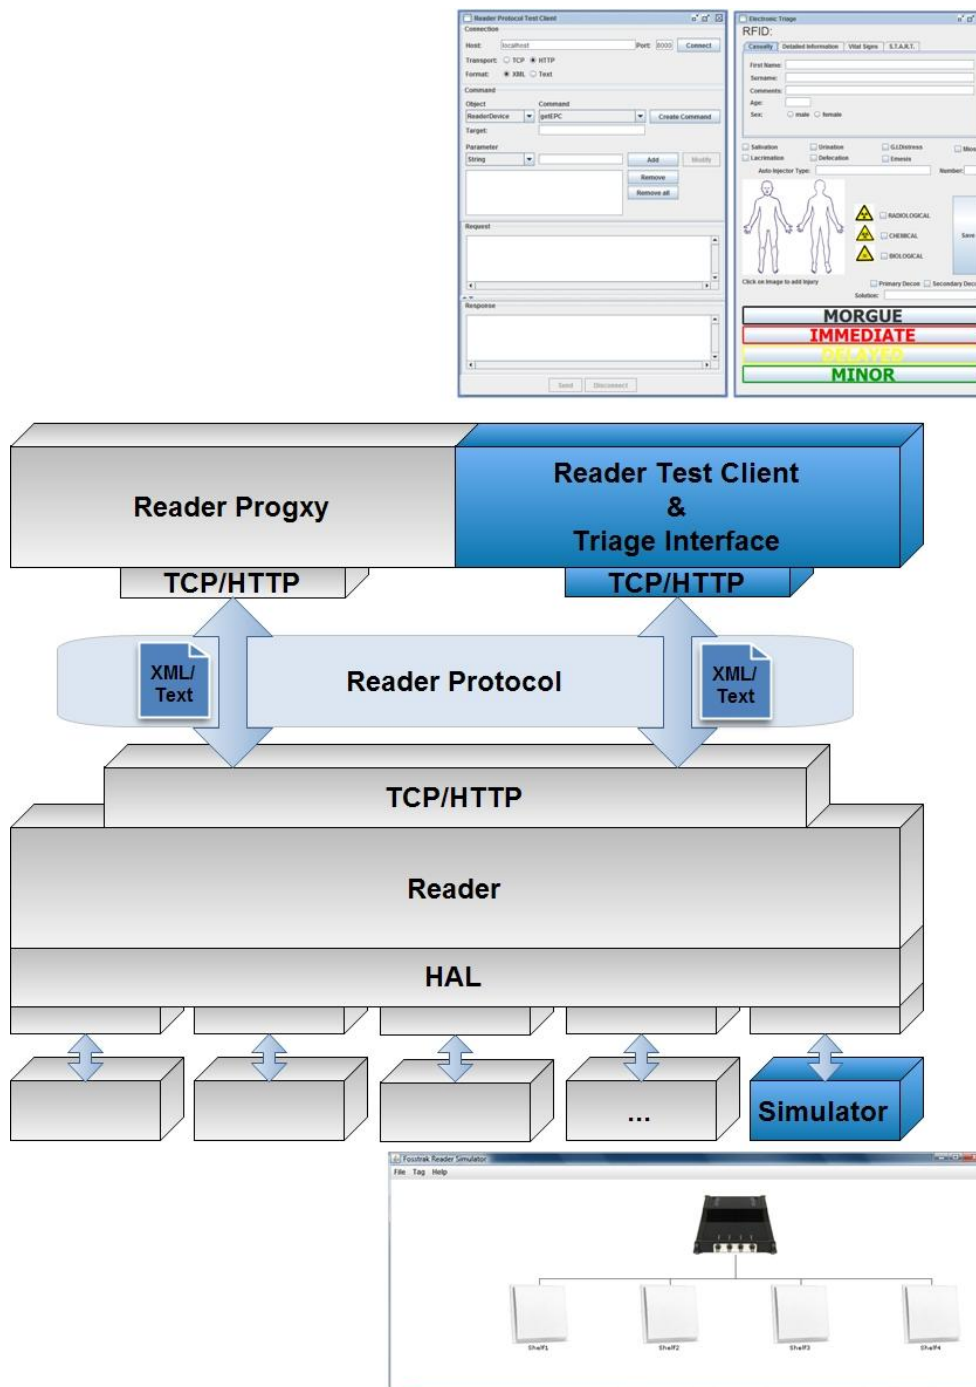 Reader Protocol Test Client
Connection
Host: localhost Port: 8000 Connect
Transport: TCP HTTP
Format: XML Text
Command
Object Command
ReaderDevice getEPC Create Command
Target:
Parameter
String Add Modify
Remove
Remove all
Request
Response
Send Disconnect
Electronic Triage
RFID:
Casualty Detailed Information Vital Signs S.T.A.R.T.
First Name:
Surname:
Comments:
Age:
Sex: male female
Salivation Urination G.I.Distress
Lacrimation Defecation Emesis
Auto Injector Type: Number:
RADIOLOGICAL
CHEMICAL
BIOLOGICAL
Save
Click on Image to add Injury
Primary Decon Secondary
Solution:
MORGUE
IMMEDIATE
DELAYED
MINOR
Reader Progxy
Reader Test Client
&
Triage Interface
TCP/HTTP TCP/HTTP
XML/
Text
Reader Protocol
XML/
Text
TCP/HTTP
Reader
HAL
... Simulator
Fosstrak Reader Simulator
File Tag Help
Shelf1 Shelf2 Shelf3 Shelf4